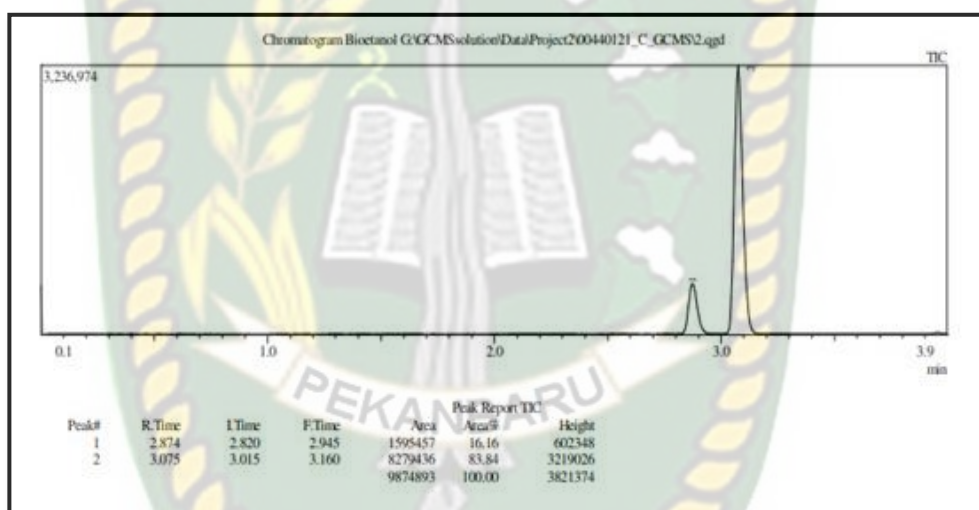 Chromatogram Bioetanol G:\GCMSsolution\Data\Project2\00440121_C_GCMS\2.qgd
TIC
3,236,974
0.1 1.0 2.0 3.0 3.9
min
PEKANBARU
Peak Report TIC
Peak# R.Time I.Time F.Time Area Area% Height
1 2.874 2.820 2.945 1595457 16.16 602348
2 3.075 3.015 3.160 8279436 83.84 3219026
9874893 100.00 3821374